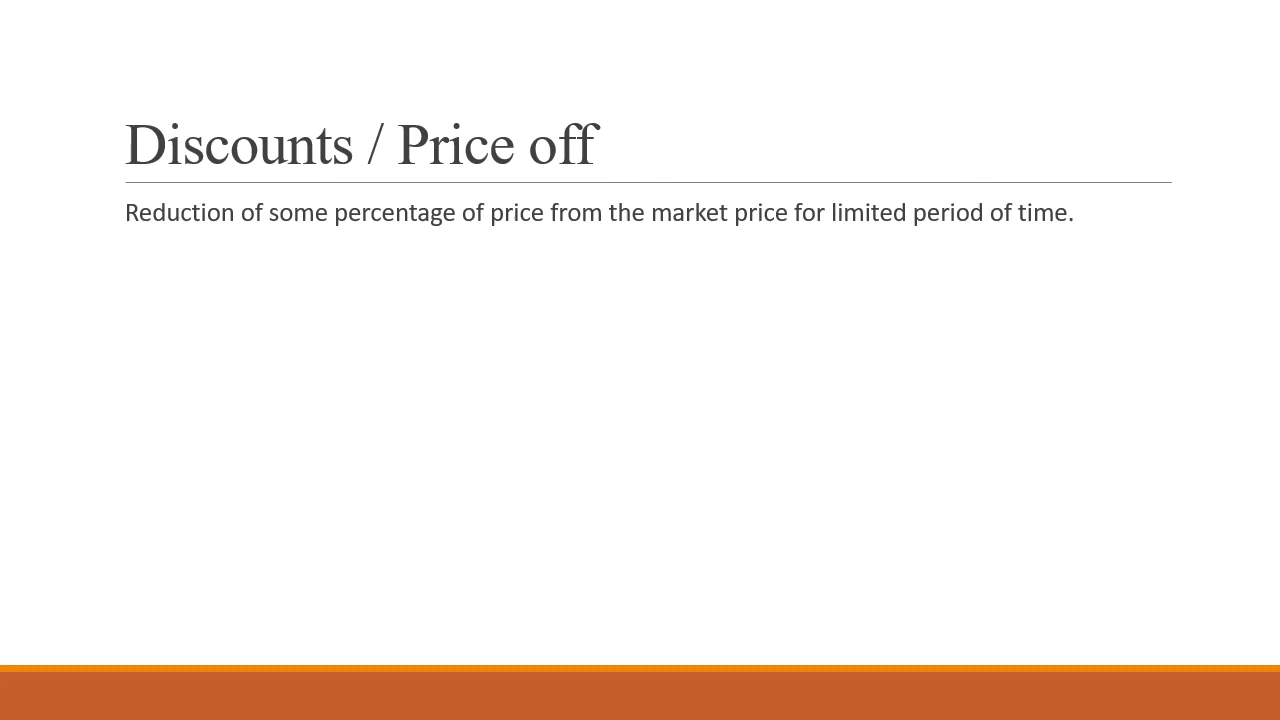 Discounts / Price off
Reduction of some percentage of price from the market price for limited period of time.